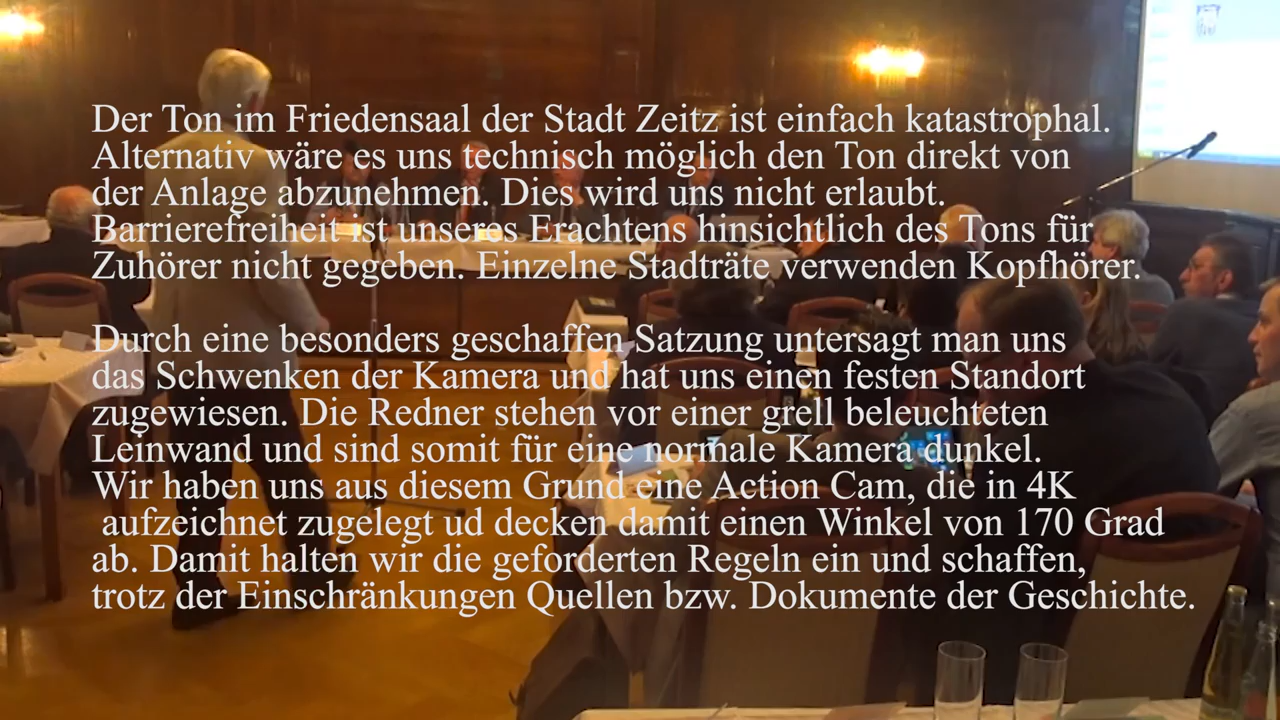 Der Ton im Friedensaal der Stadt Zeitz ist einfach katastrophal.
Alternativ wäre es uns technisch möglich den Ton direkt von
der Anlage abzunehmen. Dies wird uns nicht erlaubt.
Barrierefreiheit ist unseres Erachtens hinsichtlich des Tons für
Zuhörer nicht gegeben. Einzelne Stadträte verwenden Kopfhörer.
Durch eine besonders geschaffen Satzung untersagt man uns
das Schwenken der Kamera und hat uns einen festen Standort
zugewiesen. Die Redner stehen vor einer grell beleuchteten
Leinwand und sind somit für eine normale Kamera dunkel.
Wir haben uns aus diesem Grund eine Action Cam, die in 4K
aufzeichnet zugelegt ud decken damit einen Winkel von 170 Grad
ab. Damit halten wir die geforderten Regeln ein und schaffen,
trotz der Einschränkungen Quellen bzw. Dokumente der Geschichte.